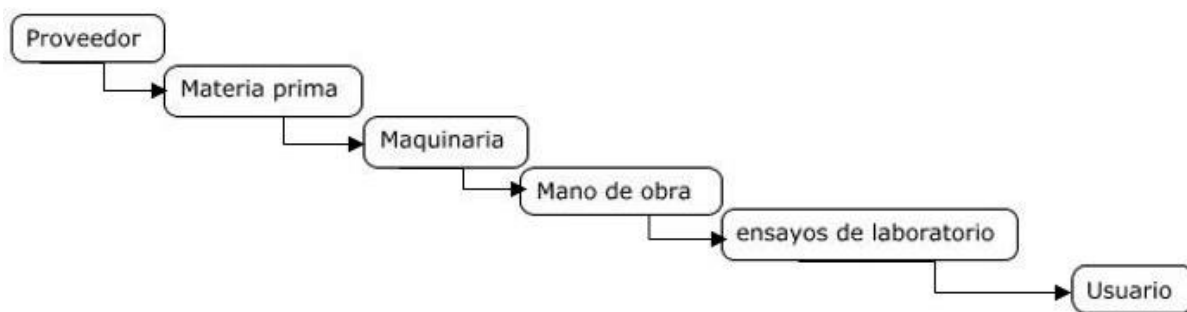 Proveedor
Materia prima
Maquinaria
Mano de obra
ensayos de laboratorio
Usuario